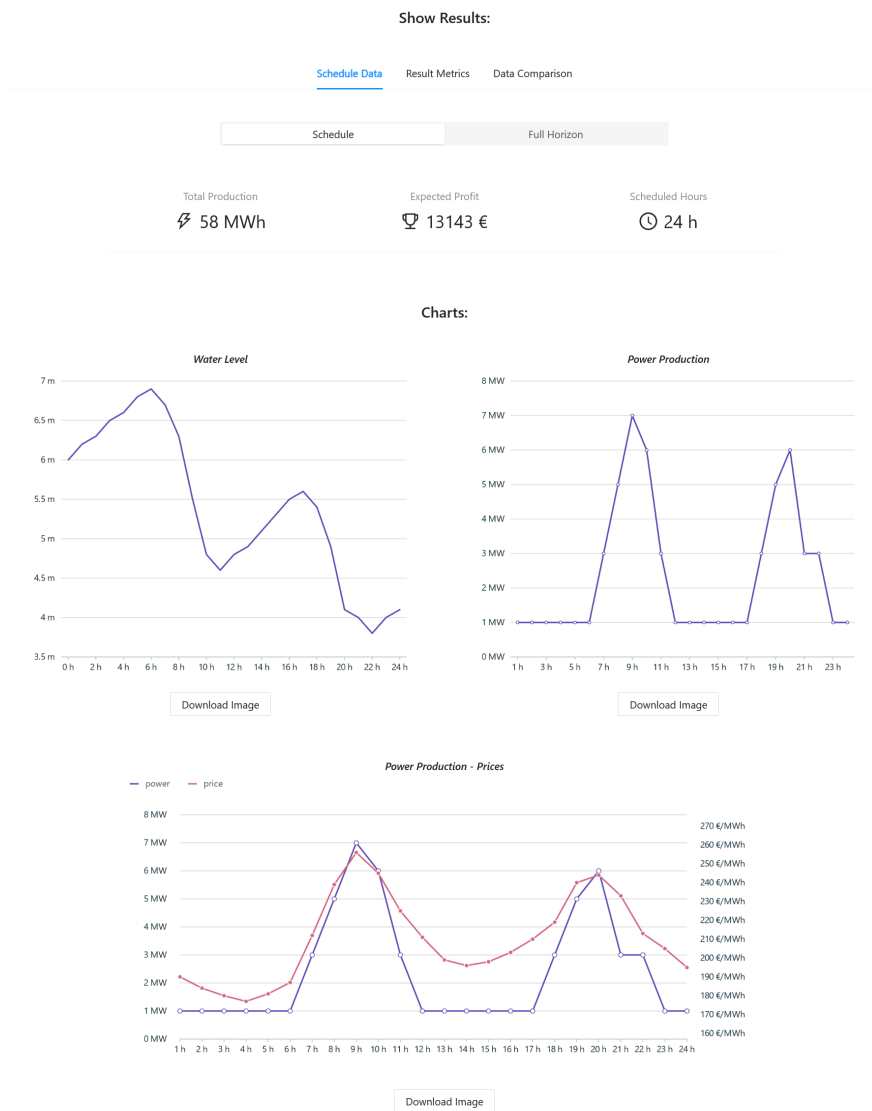 Show Results:
Schedule Data Result Metrics Data Comparison
Schedule Full Horizon
Total Production Expected Profit Scheduled Hours
58 MWh 13143 € 24 h
Charts:
Water Level
7 m
6.5 m
6 m
5.5 m
5 m
4.5 m
4 m
3.5 m
0 h 2 h 4 h 6 h 8 h 10 h 12 h 14 h 16 h 18 h 20 h 22 h 24 h
Download Image
Power Production
8 MW
7 MW
6 MW
5 MW
4 MW
3 MW
2 MW
1 MW
0 MW
1 h 3 h 5 h 7 h 9 h 11 h 13 h 15 h 17 h 19 h 21 h 23 h
Download Image
Power Production - Prices
power price
8 MW
7 MW
6 MW
5 MW
4 MW
3 MW
2 MW
1 MW
0 MW
270 €/MWh
260 €/MWh
250 €/MWh
240 €/MWh
230 €/MWh
220 €/MWh
210 €/MWh
200 €/MWh
190 €/MWh
180 €/MWh
170 €/MWh
160 €/MWh
1 h 2 h 3 h 4 h 5 h 6 h 7 h 8 h 9 h 10 h 11 h 12 h 13 h 14 h 15 h 16 h 17 h 18 h 19 h 20 h 21 h 22 h 23 h 24 h
Download Image